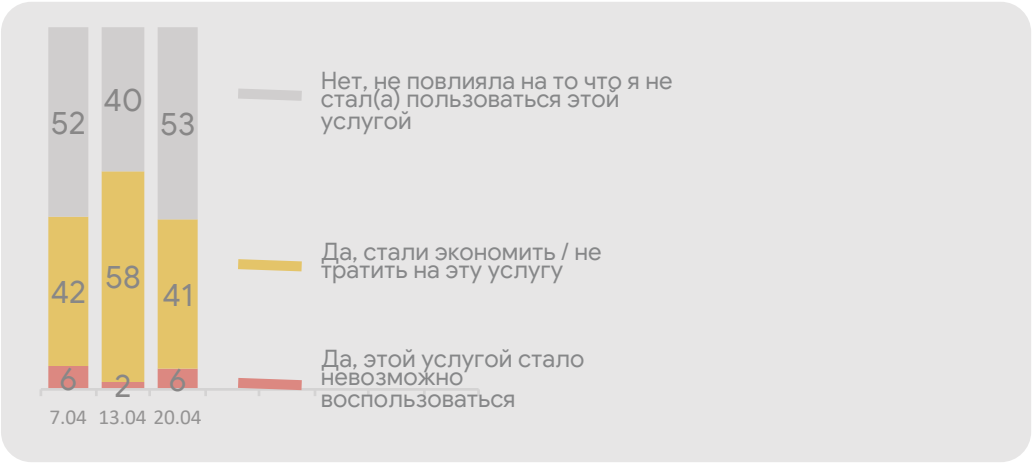 Нет, не повлияла на то что я не
стал(а) пользоваться этой
услугой
52
40
53
Да, стали экономить / не
тратить на эту услугу
42
58
41
Да, этой услугой стало
невозможно
воспользоваться
6
2
6
7.04
13.04
20.04